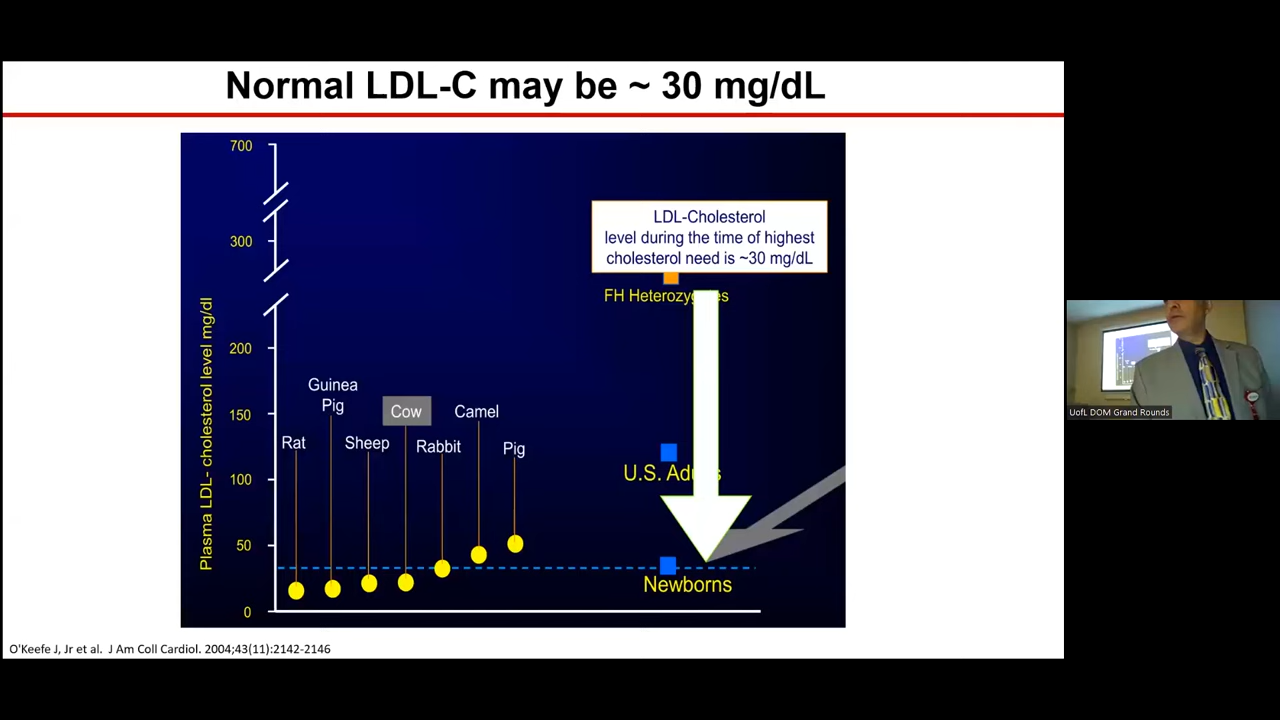 Normal LDL-C may be ~ 30 mg/dL
700
300
200
150
100
50
0
Plasma LDL- cholesterol level mg/dl
Rat
Guinea
Pig
Sheep
Cow
Rabbit
Camel
Pig
LDL-Cholesterol
level during the time of highest
cholesterol need is ~30 mg/dL
FH
U.S.
Newborns
O'Keefe J, Jr et al. J Am Coll Cardiol. 2004;43(11):2142-2146
UofL DOM Grand Rounds